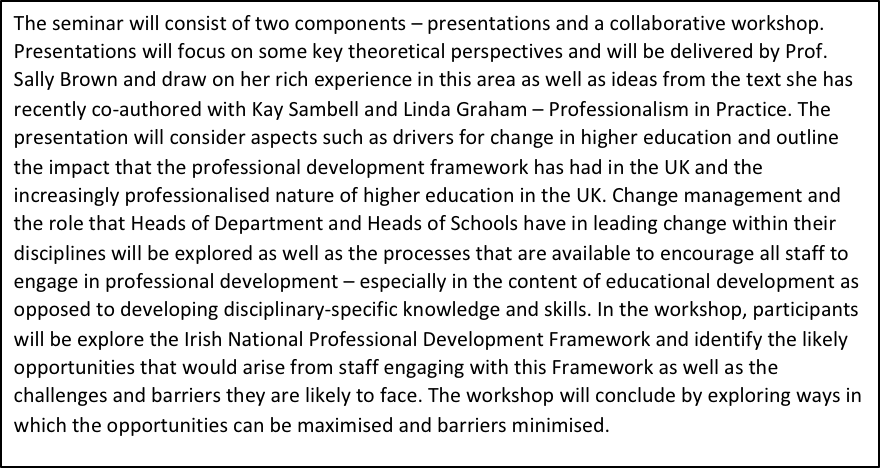 The seminar will consist of two components – presentations and a collaborative workshop.
Presentations will focus on some key theoretical perspectives and will be delivered by Prof.
Sally Brown and draw on her rich experience in this area as well as ideas from the text she has
recently co-authored with Kay Sambell and Linda Graham – Professionalism in Practice. The
presentation will consider aspects such as drivers for change in higher education and outline
the impact that the professional development framework has had in the UK and the
increasingly professionalised nature of higher education in the UK. Change management and
the role that Heads of Department and Heads of Schools have in leading change within their
disciplines will be explored as well as the processes that are available to encourage all staff to
engage in professional development – especially in the content of educational development as
opposed to developing disciplinary-specific knowledge and skills. In the workshop, participants
will be explore the Irish National Professional Development Framework and identify the likely
opportunities that would arise from staff engaging with this Framework as well as the
challenges and barriers they are likely to face. The workshop will conclude by exploring ways in
which the opportunities can be maximised and barriers minimised.